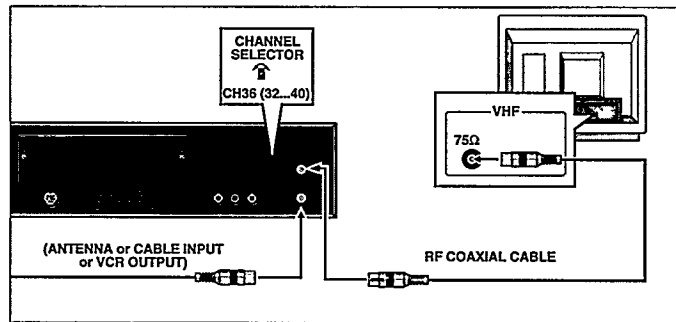 CHANNEL
SELECTOR
CH36 (32...40)
VHF
75Ω
(ANTENNA or CABLE INPUT
or VCR OUTPUT)
RF COAXIAL CABLE